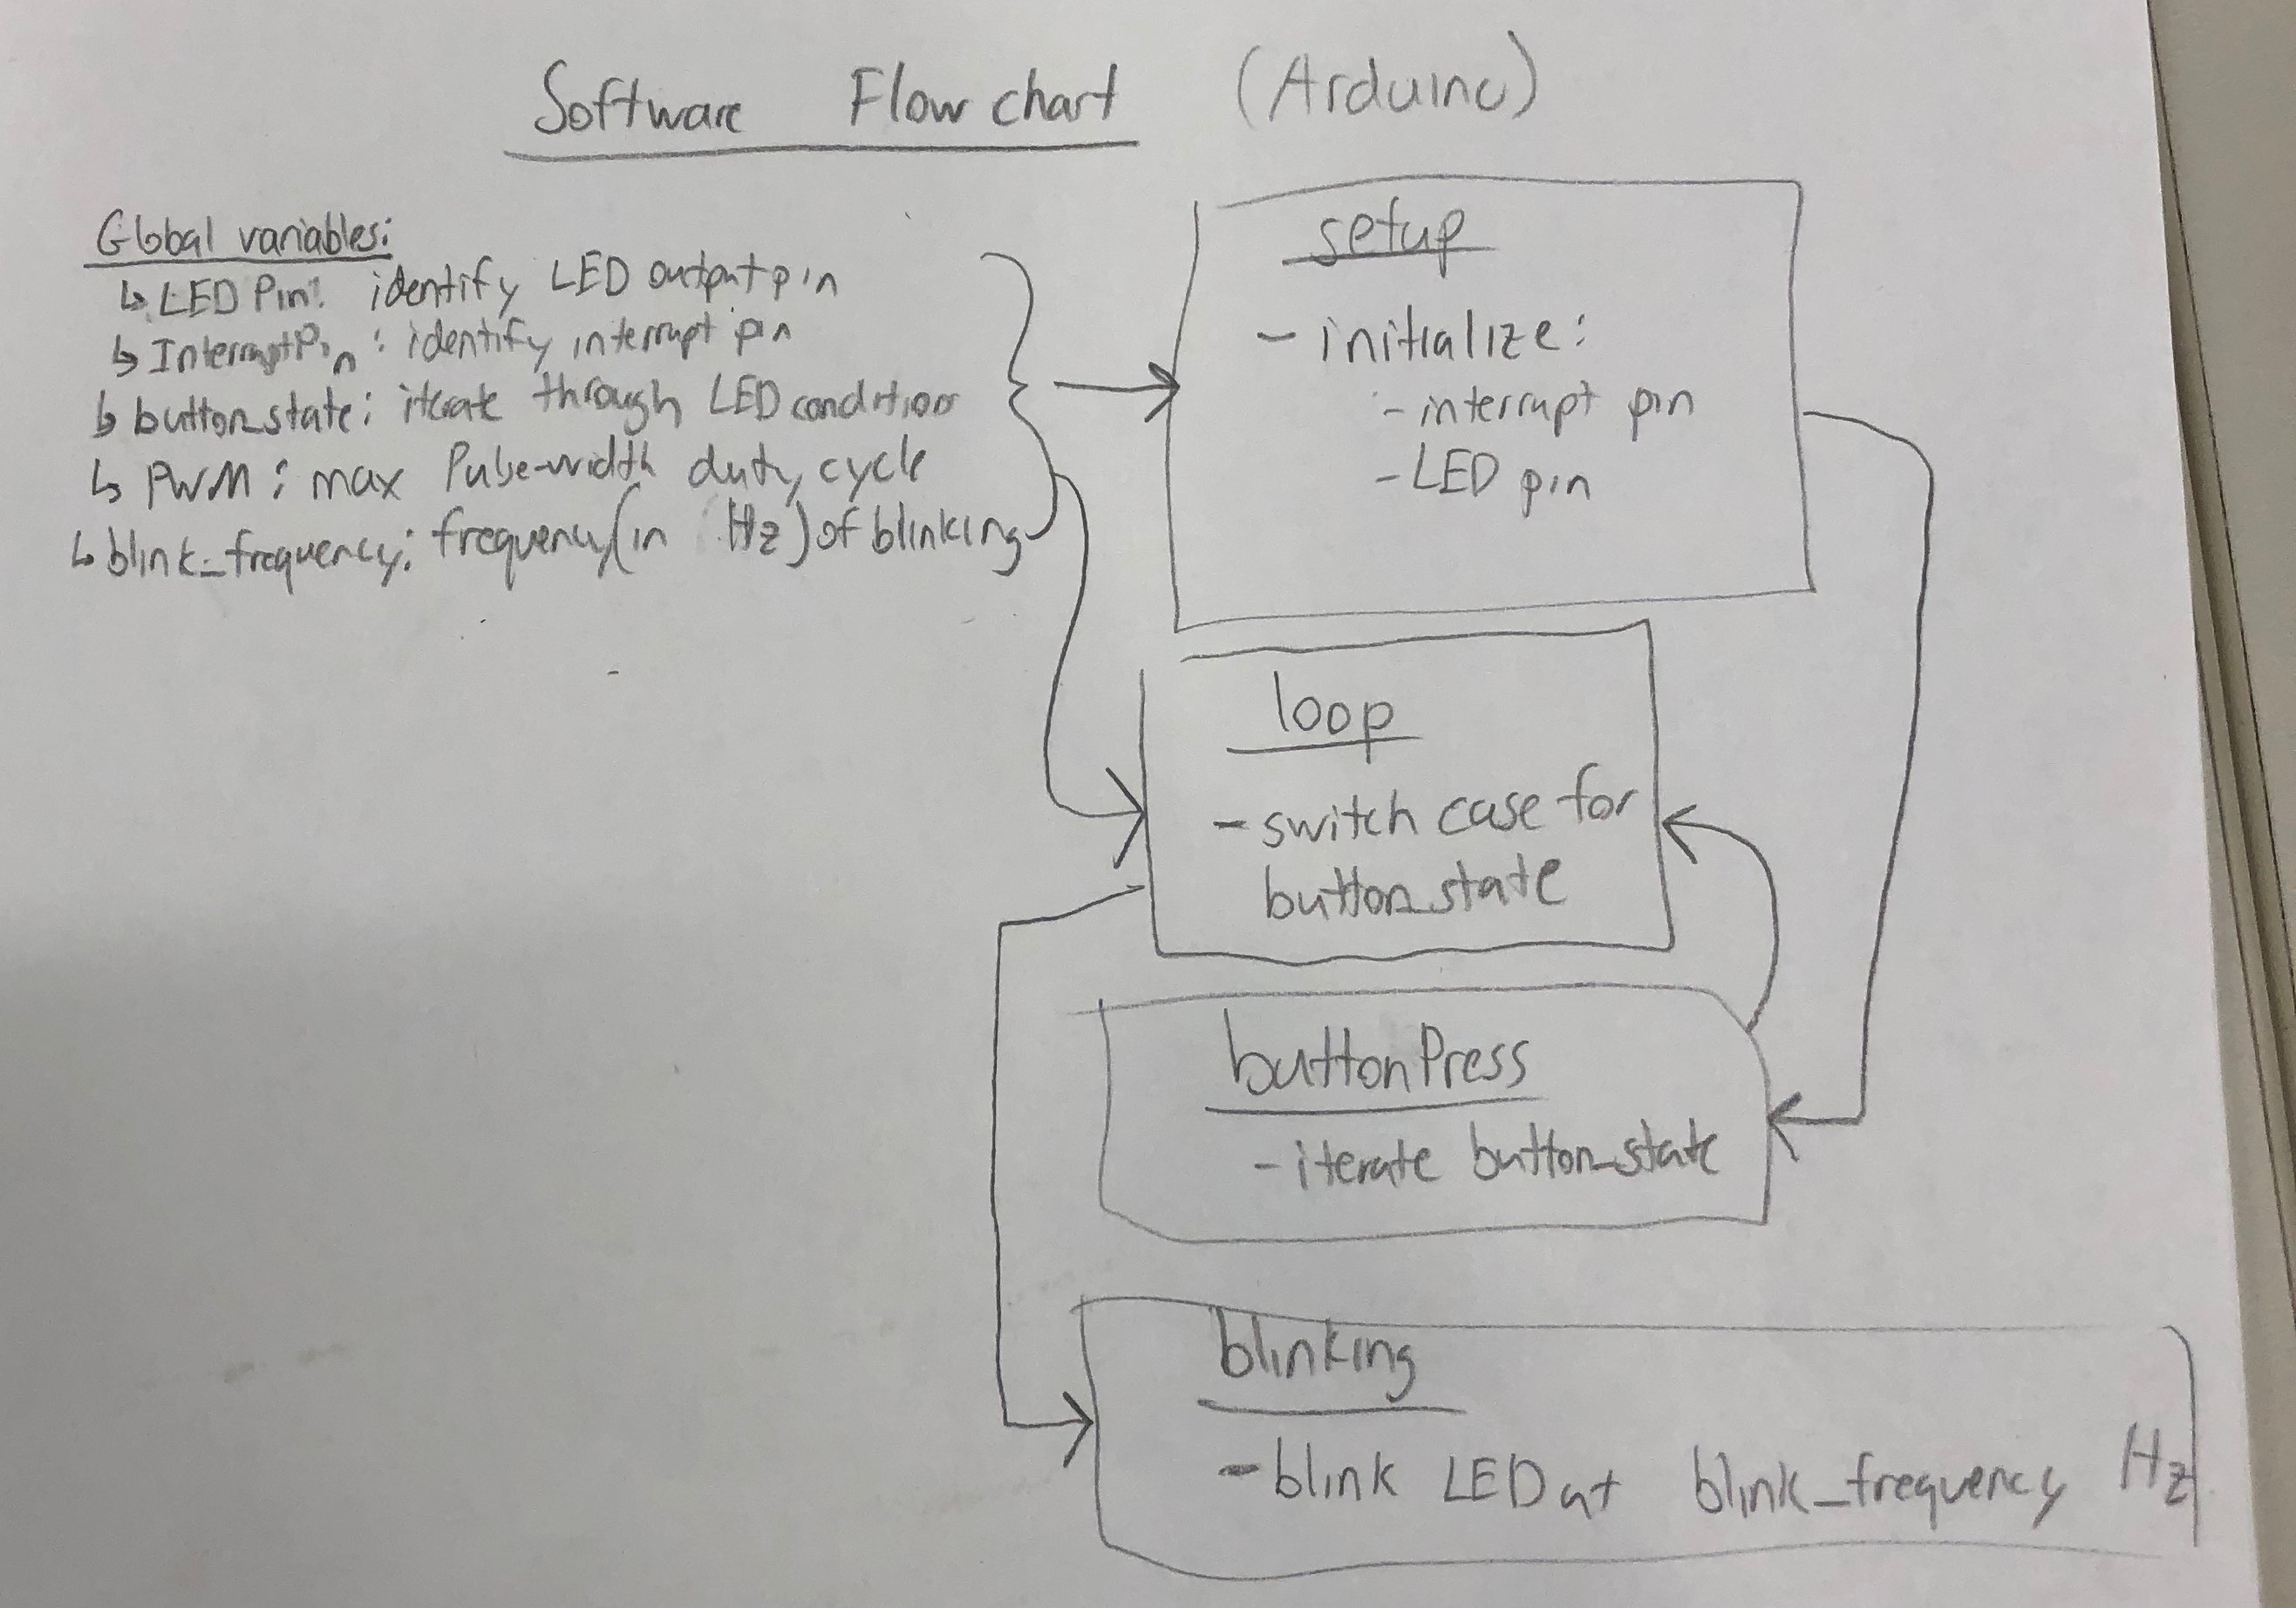 Software Flow chart (Arduino)
Global variables:
↳ LED Pin: identify LED output pin
↳ InterruptPin: identify interrupt pin
↳ button_state: iterate through LED condition
↳ PWM: max Pulse-width duty cycle
↳ blink_frequency: frequency (in Hz) of blinking
setup
- initialize:
- interrupt pin
- LED pin
loop
- switch case for
button_state
buttonPress
- iterate button_state
blinking
- blink LED at blink_frequency Hz